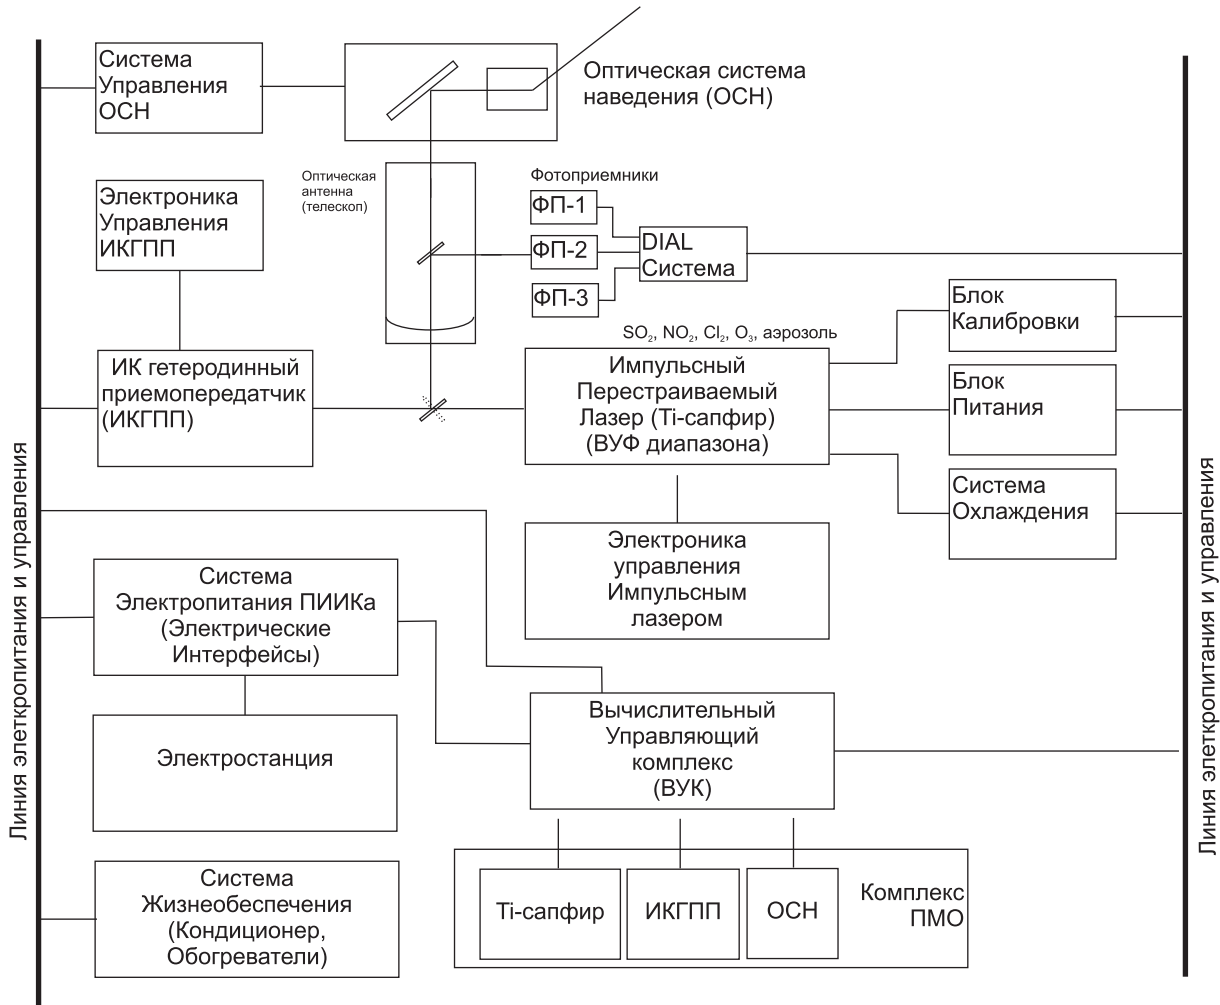 Система
Управления
ОСН
Оптическая система
наведения (ОСН)
Оптическая
антенна
(телескоп)
Фотоприемники
ФП-1
ФП-2
ФП-3
DIAL
Система
Электроника
Управления
ИКГПП
SO₂, NO₂, Cl₂, O₃, аэрозоль
Блок
Калибровки
ИК гетеродинный
приемопередатчик
(ИКГПП)
Импульсный
Перестраиваемый
Лазер (Ti-сапфир)
(ВУФ диапазона)
Блок
Питания
Система
Охлаждения
Линия элеткропитания и управления
Линия элеткропитания и управления
Электроника
управления
Импульсным
лазером
Система
Электропитания ПИИКа
(Электрические
Интерфейсы)
Электростанция
Вычислительный
Управляющий
комплекс
(ВУК)
Система
Жизнеобеспечения
(Кондиционер,
Обогреватели)
Ti-сапфир
ИКГПП
ОСН
Комплекс
ПМО